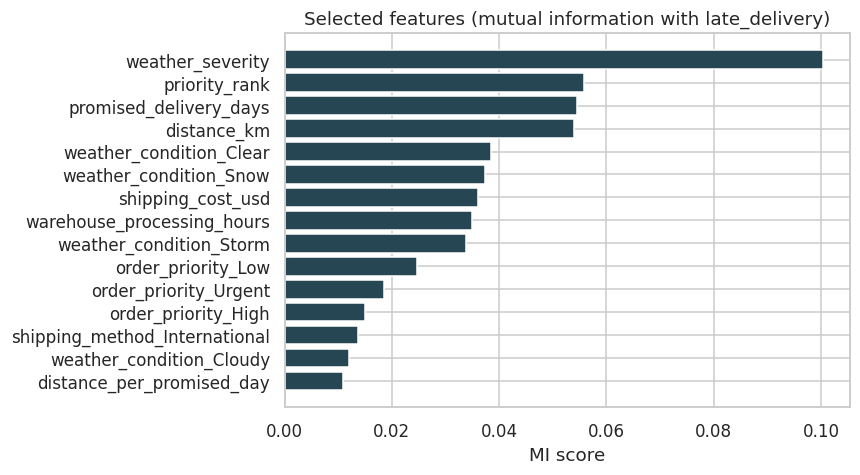 Selected features (mutual information with late_delivery)
weather_severity
priority_rank
promised_delivery_days
distance_km
weather_condition_Clear
weather_condition_Snow
shipping_cost_usd
warehouse_processing_hours
weather_condition_Storm
order_priority_Low
order_priority_Urgent
order_priority_High
shipping_method_International
weather_condition_Cloudy
distance_per_promised_day
0.00 0.02 0.04 0.06 0.08 0.10
MI score